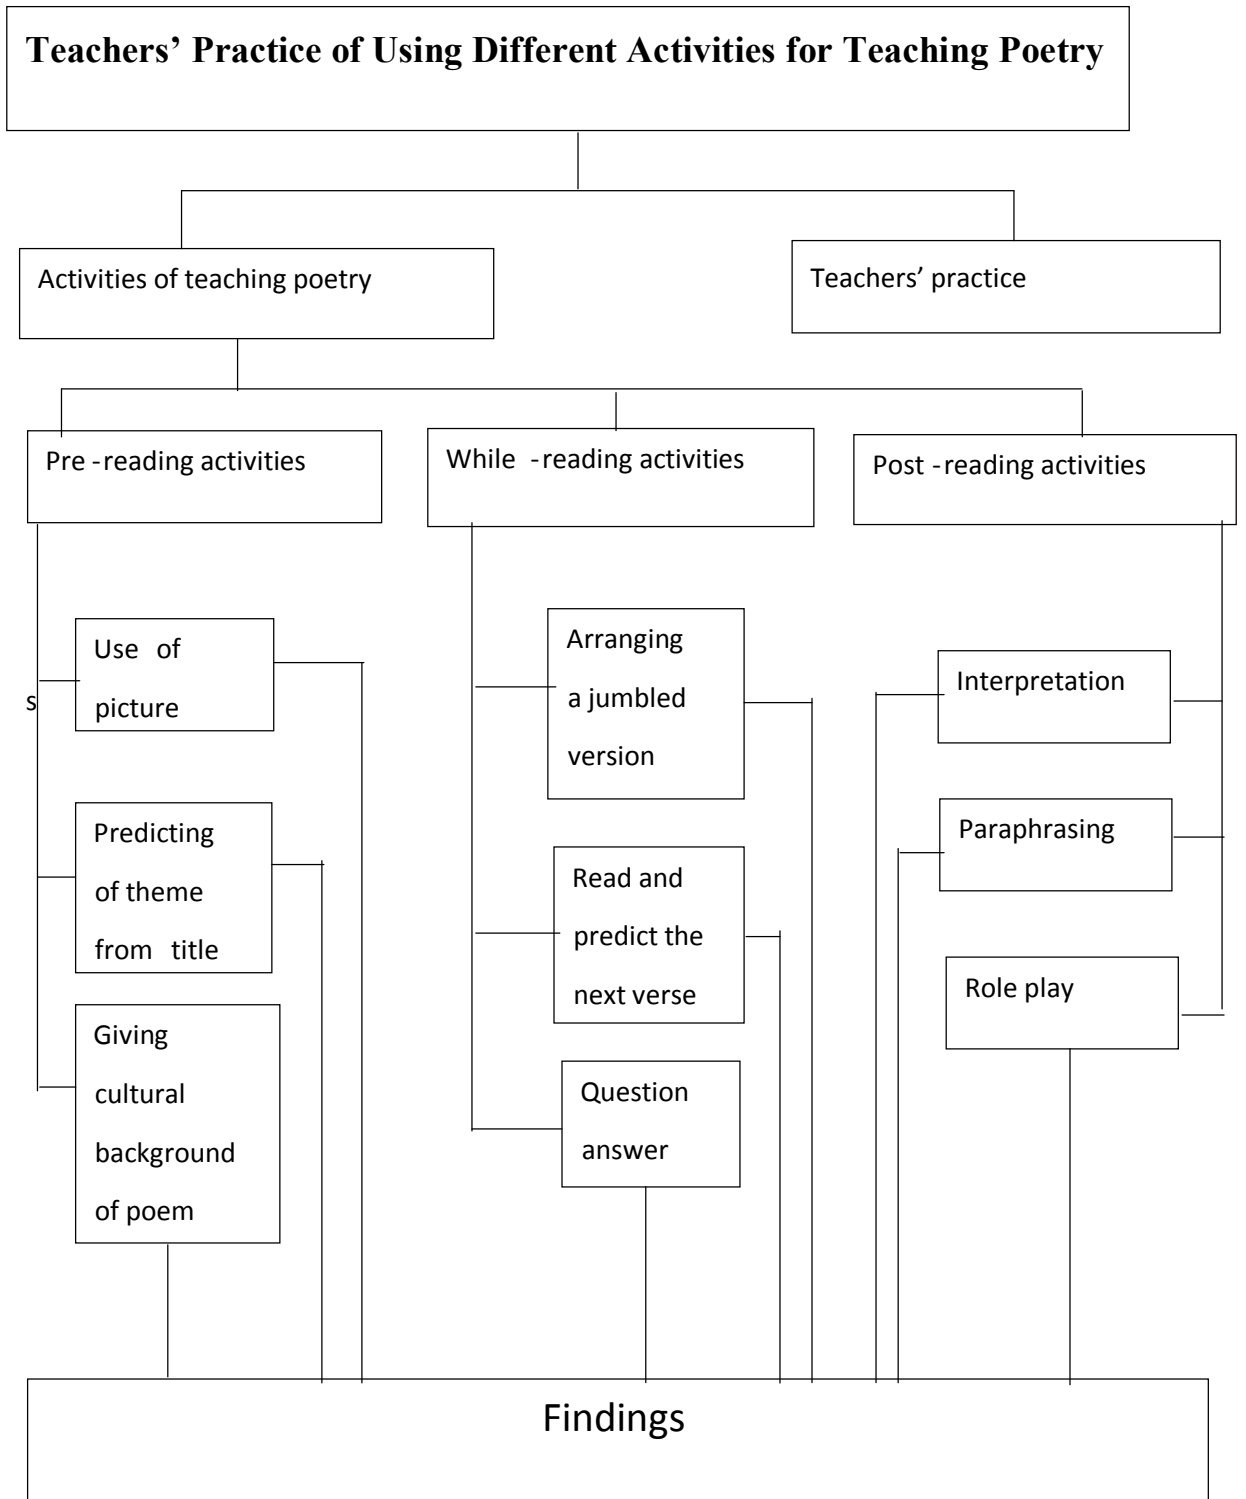 Teachers’ Practice of Using Different Activities for Teaching Poetry
Activities of teaching poetry
Teachers’ practice
Pre -reading activities
While -reading activities
Post -reading activities
s
Use of
picture
Predicting
of theme
from title
Giving
cultural
background
of poem
Arranging
a jumbled
version
Read and
predict the
next verse
Question
answer
Interpretation
Paraphrasing
Role play
Findings